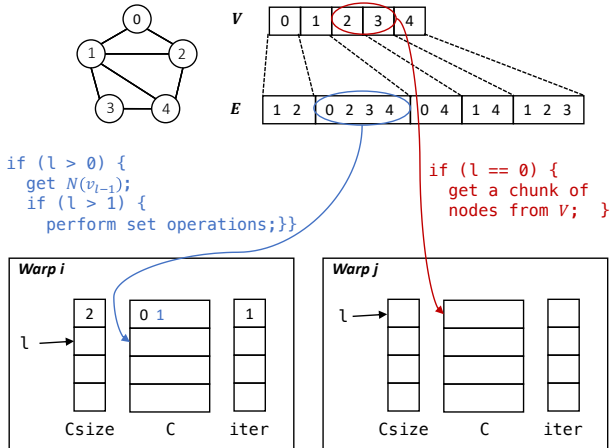 0
1 2
3 4
V 0 1 2 3 4
E 1 2 0 2 3 4 0 4 1 4 1 2 3
if (l > 0) {
get N(v_{l-1});
if (l > 1) {
perform set operations;}}
if (l == 0) {
get a chunk of
nodes from V; }
Warp i
2 0 1 1
l
Csize C iter
Warp j
l
Csize C iter